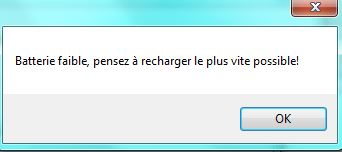 Batterie faible, pensez à recharger le plus vite possible!
OK